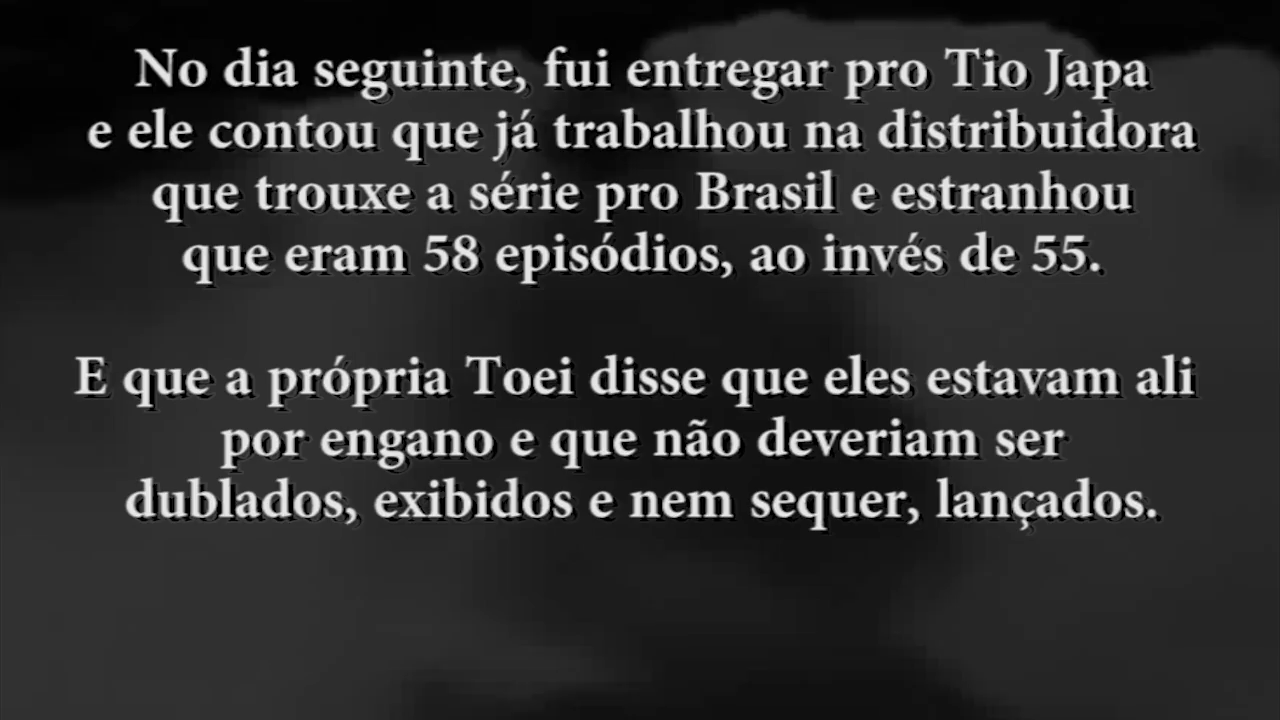 No dia seguinte, fui entregar pro Tio Japa
e ele contou que já trabalhou na distribuidora
que trouxe a série pro Brasil e estranhou
que eram 58 episódios, ao invés de 55.
E que a própria Toei disse que eles estavam ali
por engano e que não deveriam ser
dublados, exibidos e nem sequer, lançados.